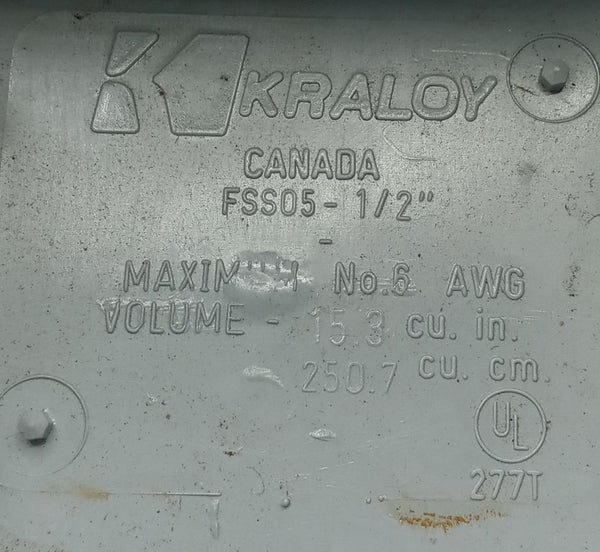 KRALOY
CANADA
FSS05 - 1/2"
-
No.6 AWG
VOLUME - 15.3 cu. in.
250.7 cu. cm.
UL
277T